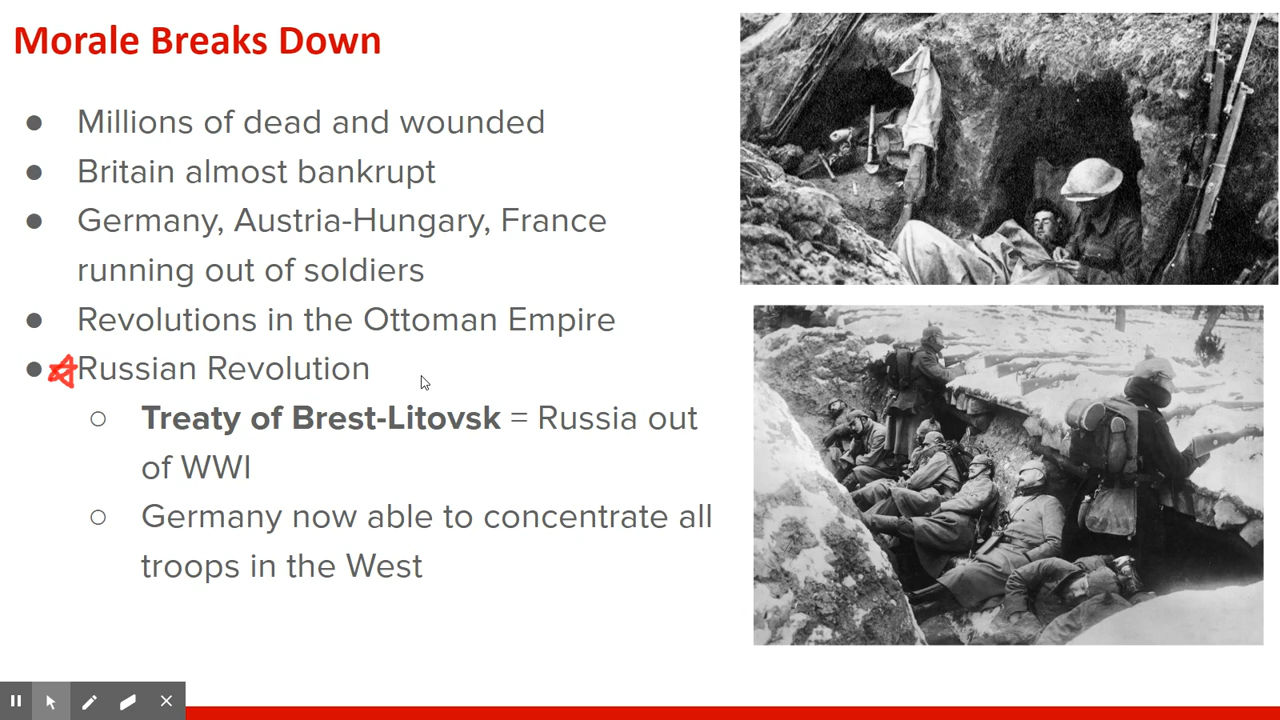 Morale Breaks Down
● Millions of dead and wounded
● Britain almost bankrupt
● Germany, Austria-Hungary, France
running out of soldiers
● Revolutions in the Ottoman Empire
● Russian Revolution
○ Treaty of Brest-Litovsk = Russia out
of WWI
○ Germany now able to concentrate all
troops in the West